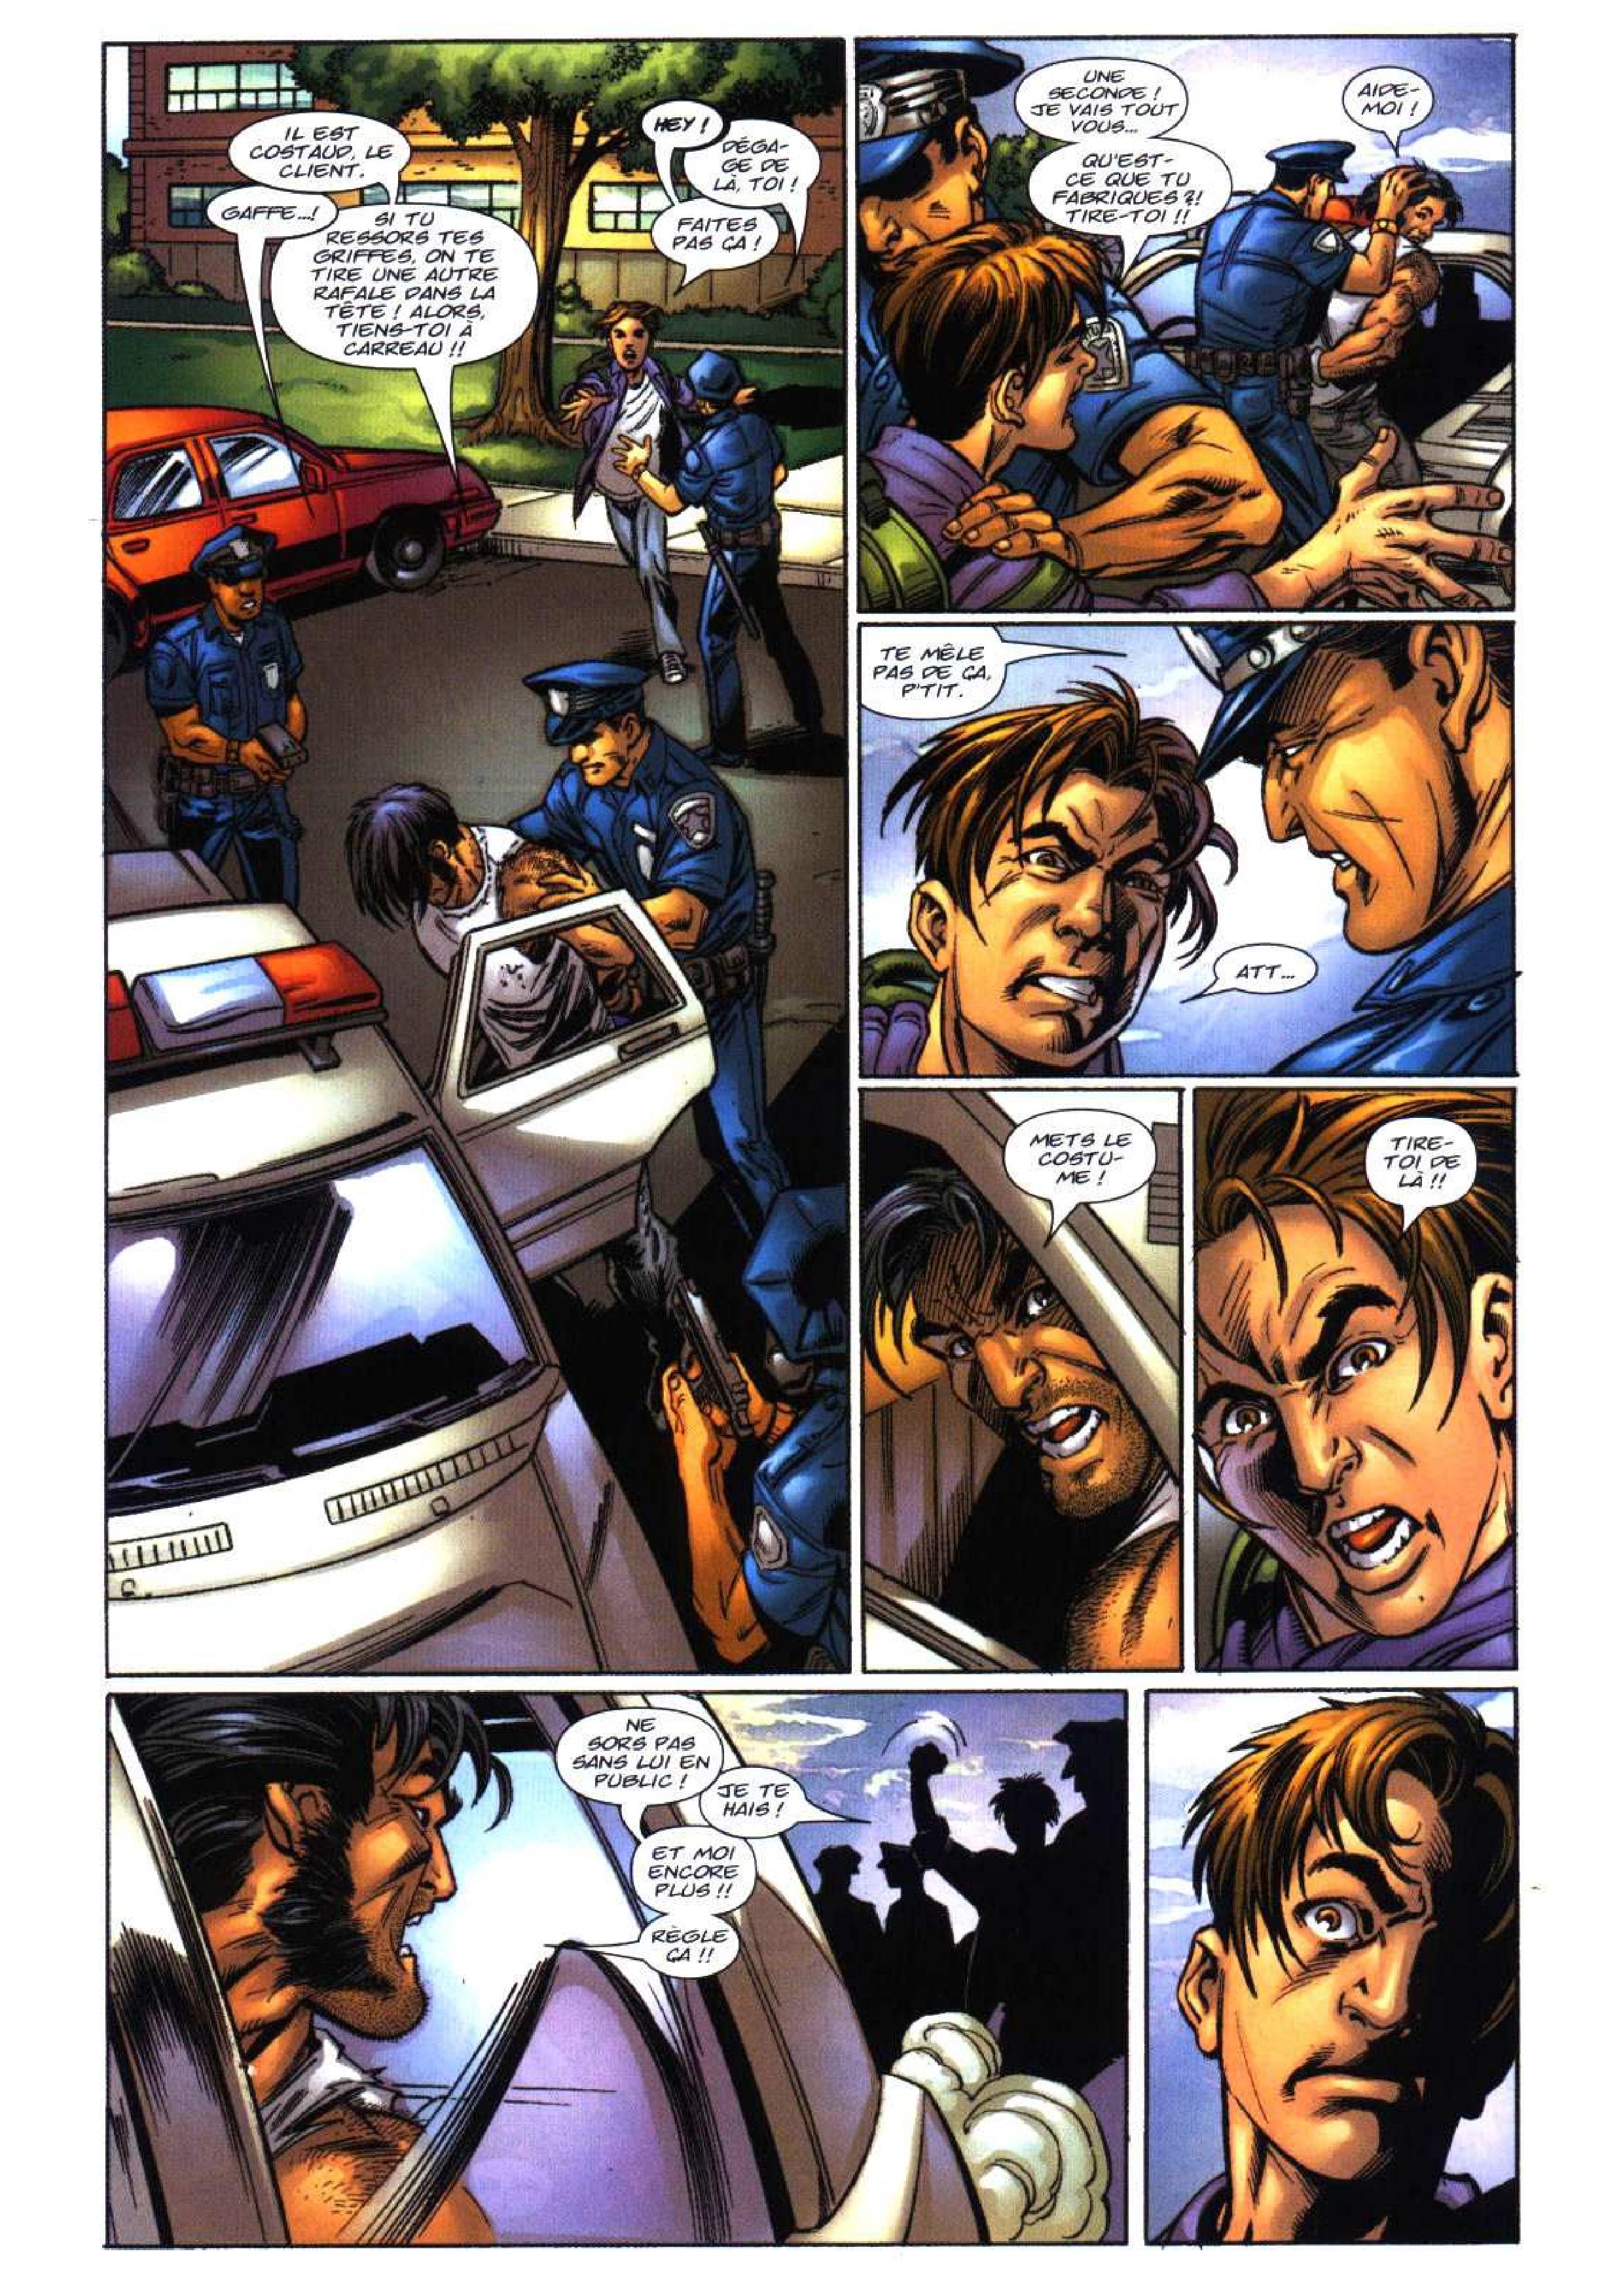 IL EST
COSTAUD, LE
CLIENT.
GAFFE...!
SI TU
RESSORS TES
GRIFFES, ON TE
TIRE UNE AUTRE
RAFALE DANS LA
TÊTE ! ALORS,
TIENS-TOI À
CARREAU !!
HEY !
DÉGA-
GE DE
LÀ, TOI !
FAITES
PAS ÇA !
UNE
SECONDE !
JE VAIS TOUT
VOUS...
QU'EST-
CE QUE TU
FABRIQUES ?!
TIRE-TOI !!
AIDE-
MOI !
TE MÊLE
PAS DE ÇA,
P'TIT.
ATT...
METS LE
COSTU-
ME !
TIRE-
TOI DE
LÀ !!
NE
SORS PAS
SANS LUI EN
PUBLIC !
JE TE
HAIS !
ET MOI
ENCORE
PLUS !!
RÈGLE
ÇA !!